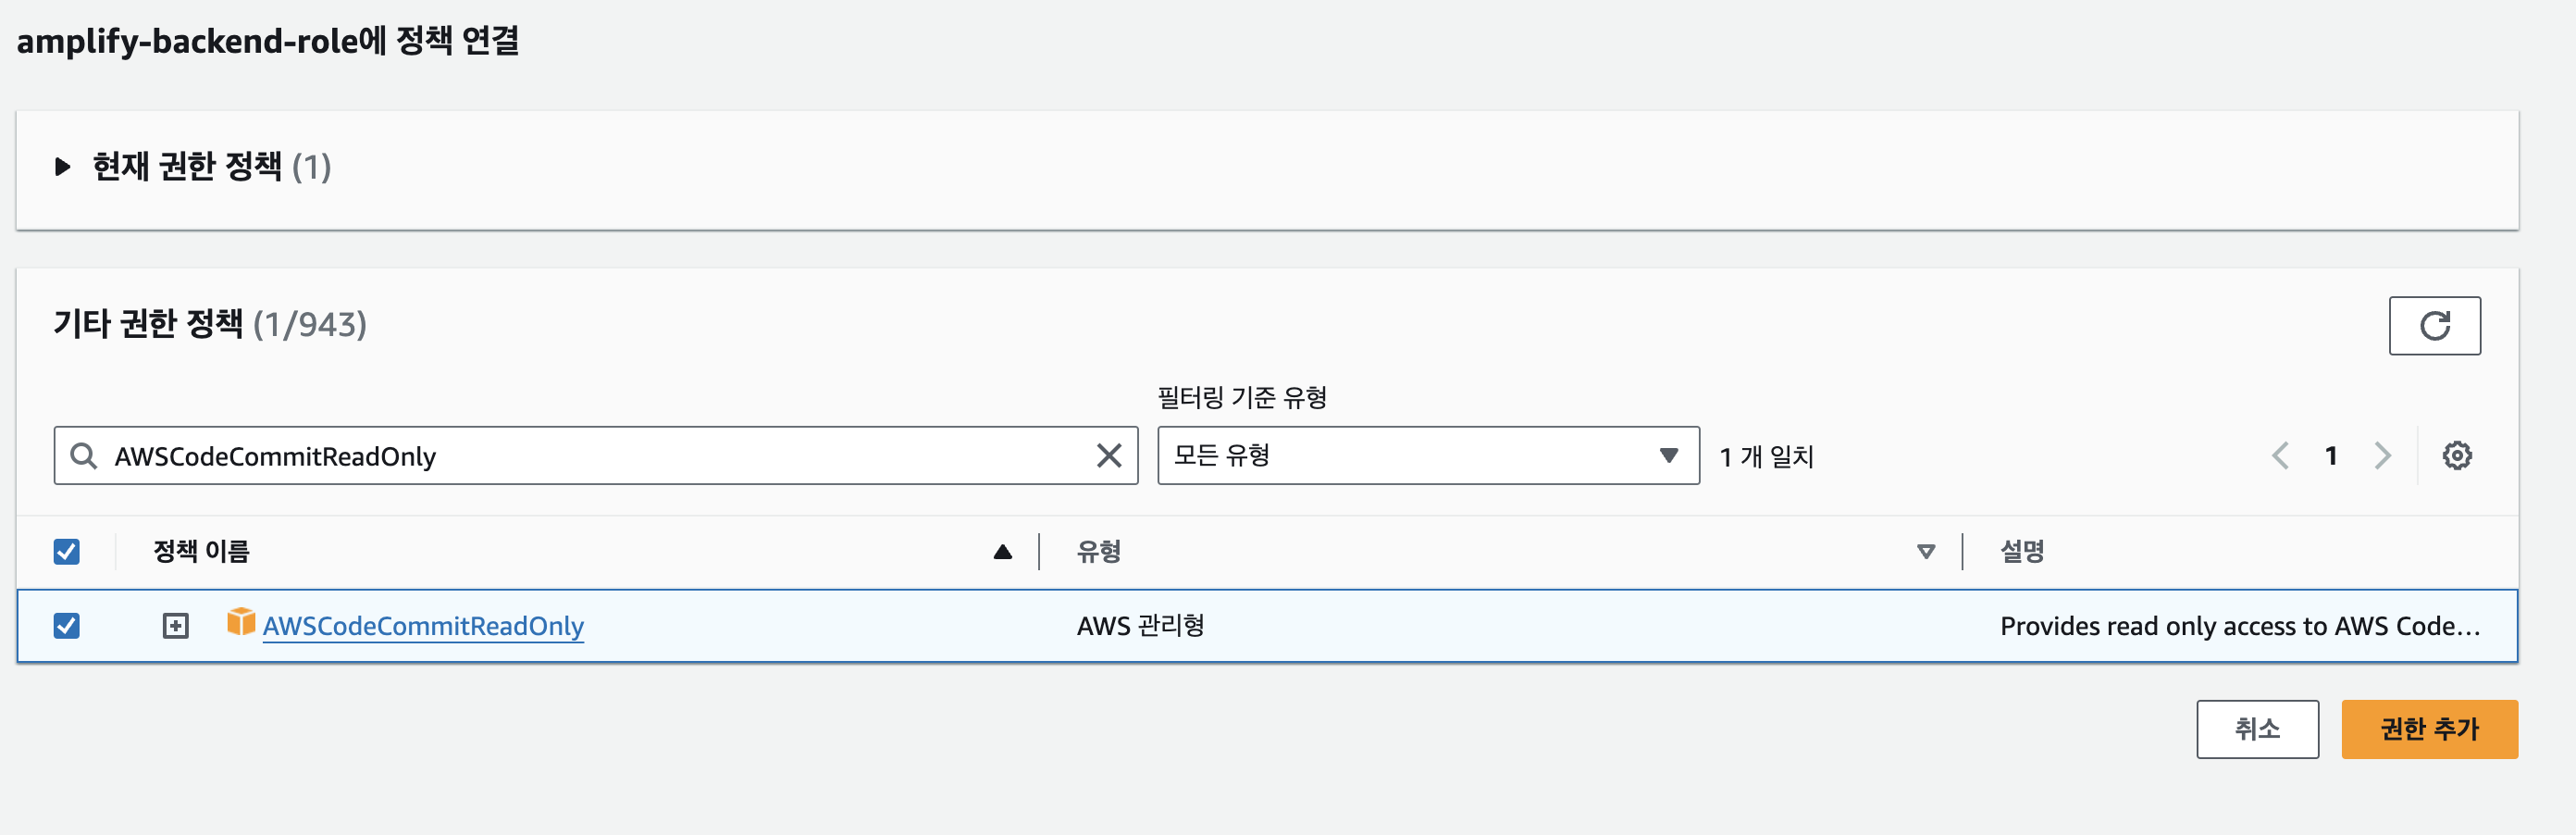 amplify-backend-role에 정책 연결
현재 권한 정책 (1)
기타 권한 정책 (1/943)
필터링 기준 유형
AWSCodeCommitReadOnly
모든 유형
1 개 일치
1
정책 이름
유형
설명
AWSCodeCommitReadOnly
AWS 관리형
Provides read only access to AWS Code...
취소
권한 추가